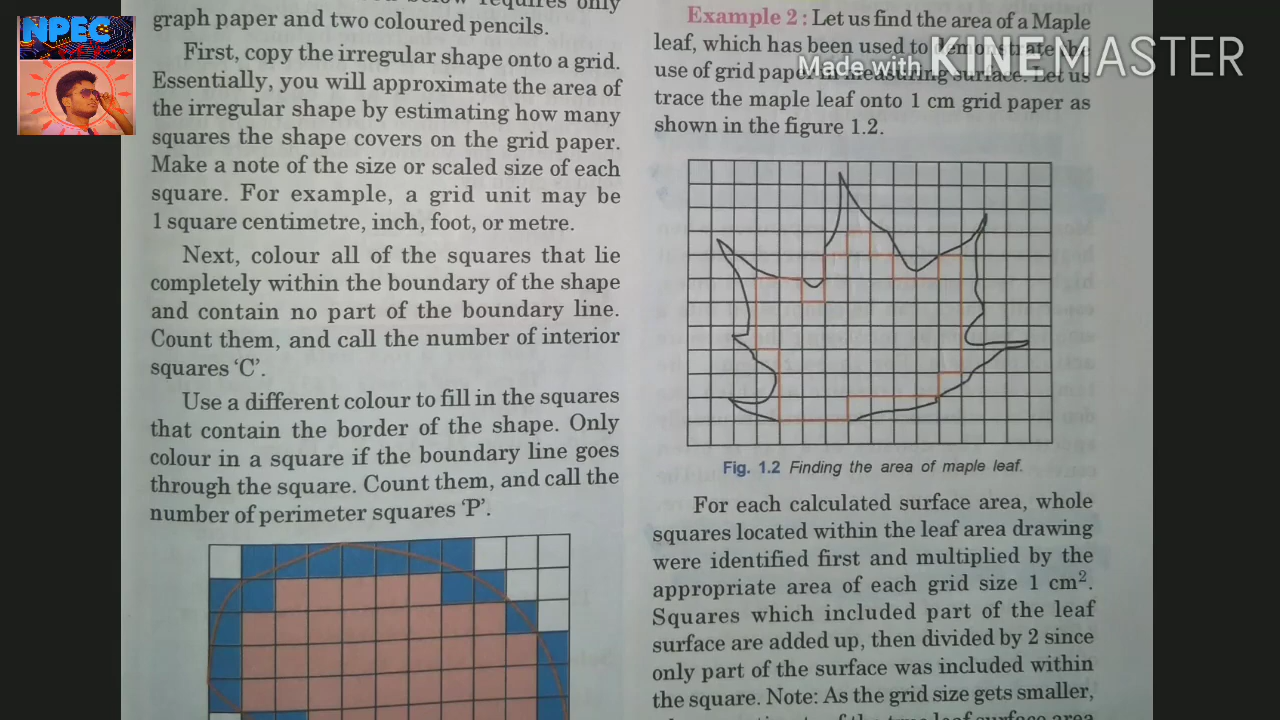 NPEC
Made with KINEMASTER
graph paper and two coloured pencils.
First, copy the irregular shape onto a grid.
Essentially, you will approximate the area of
the irregular shape by estimating how many
squares the shape covers on the grid paper.
Make a note of the size or scaled size of each
square. For example, a grid unit may be
1 square centimetre, inch, foot, or metre.
Next, colour all of the squares that lie
completely within the boundary of the shape
and contain no part of the boundary line.
Count them, and call the number of interior
squares ‘C’.
Use a different colour to fill in the squares
that contain the border of the shape. Only
colour in a square if the boundary line goes
through the square. Count them, and call the
number of perimeter squares ‘P’.
Example 2 : Let us find the area of a Maple
leaf, which has been used to demonstrate the
use of grid paper in measuring surface. Let us
trace the maple leaf onto 1 cm grid paper as
shown in the figure 1.2.
Fig. 1.2 Finding the area of maple leaf.
For each calculated surface area, whole
squares located within the leaf area drawing
were identified first and multiplied by the
appropriate area of each grid size 1 cm².
Squares which included part of the leaf
surface are added up, then divided by 2 since
only part of the surface was included within
the square. Note: As the grid size gets smaller,